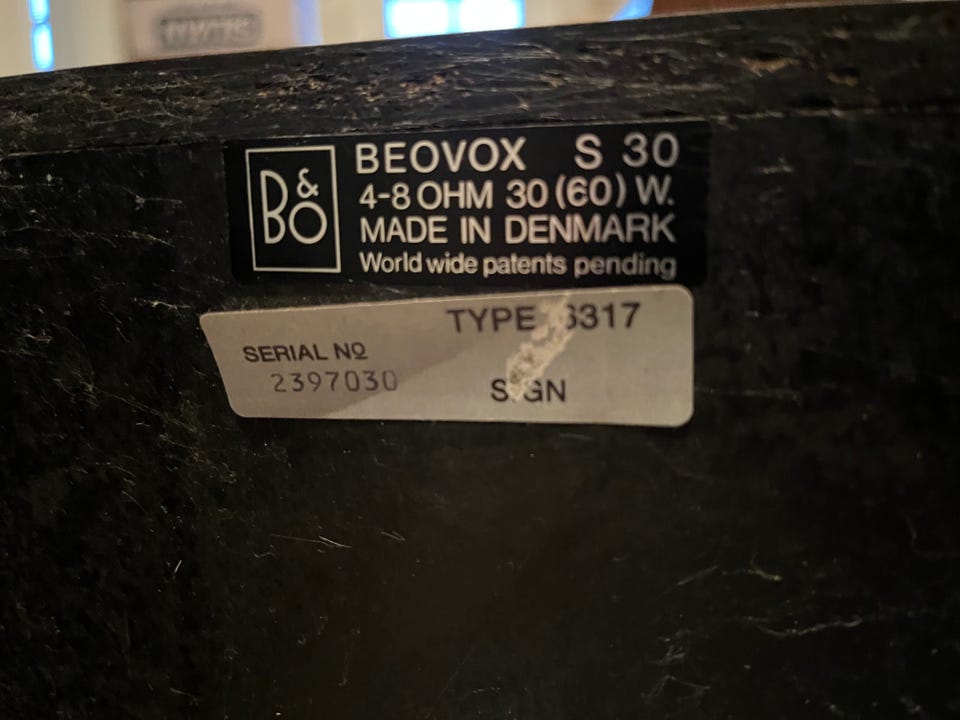 B&O
BEOVOX S 30
4-8 OHM 30 (60) W.
MADE IN DENMARK
World wide patents pending
TYPE 6317
SERIAL Nº
2397030
SIGN